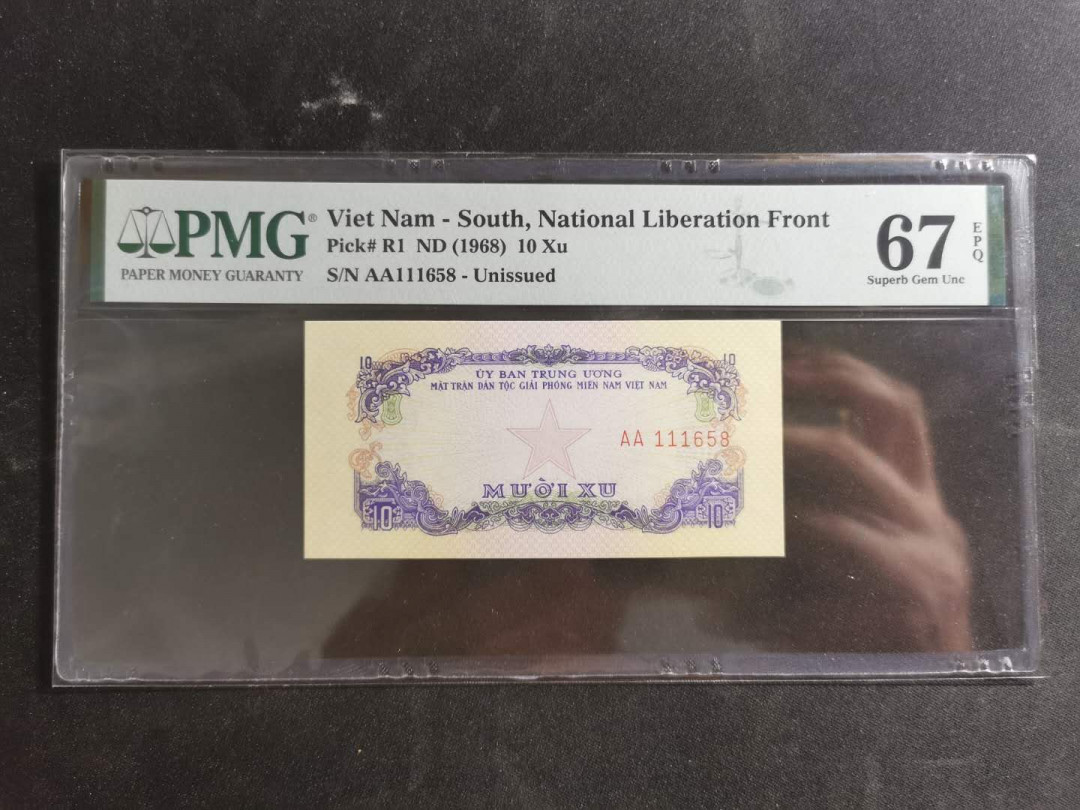 PMG®
PAPER MONEY GUARANTY
Viet Nam - South, National Liberation Front
Pick# R1 ND (1968) 10 Xu
S/N AA111658 - Unissued
67
EPQ
Superb Gem Unc
10 10
ỦY BAN TRUNG ƯƠNG
MẶT TRẬN DÂN TỘC GIẢI PHÓNG MIỀN NAM VIỆT NAM
AA 111658
MƯỜI XU
10 10